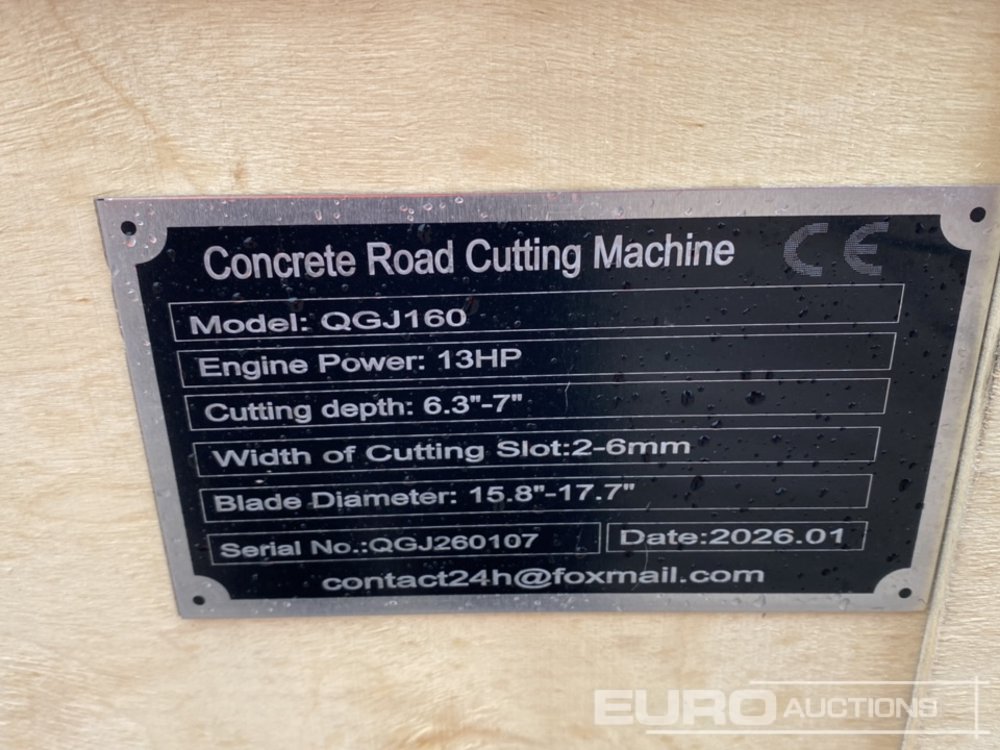 Concrete Road Cutting Machine CE
Model: QGJ160
Engine Power: 13HP
Cutting depth: 6.3"-7"
Width of Cutting Slot:2-6mm
Blade Diameter: 15.8"-17.7"
Serial No.:QGJ260107 Date:2026.01
contact24h@foxmail.com
EURO AUCTIONS